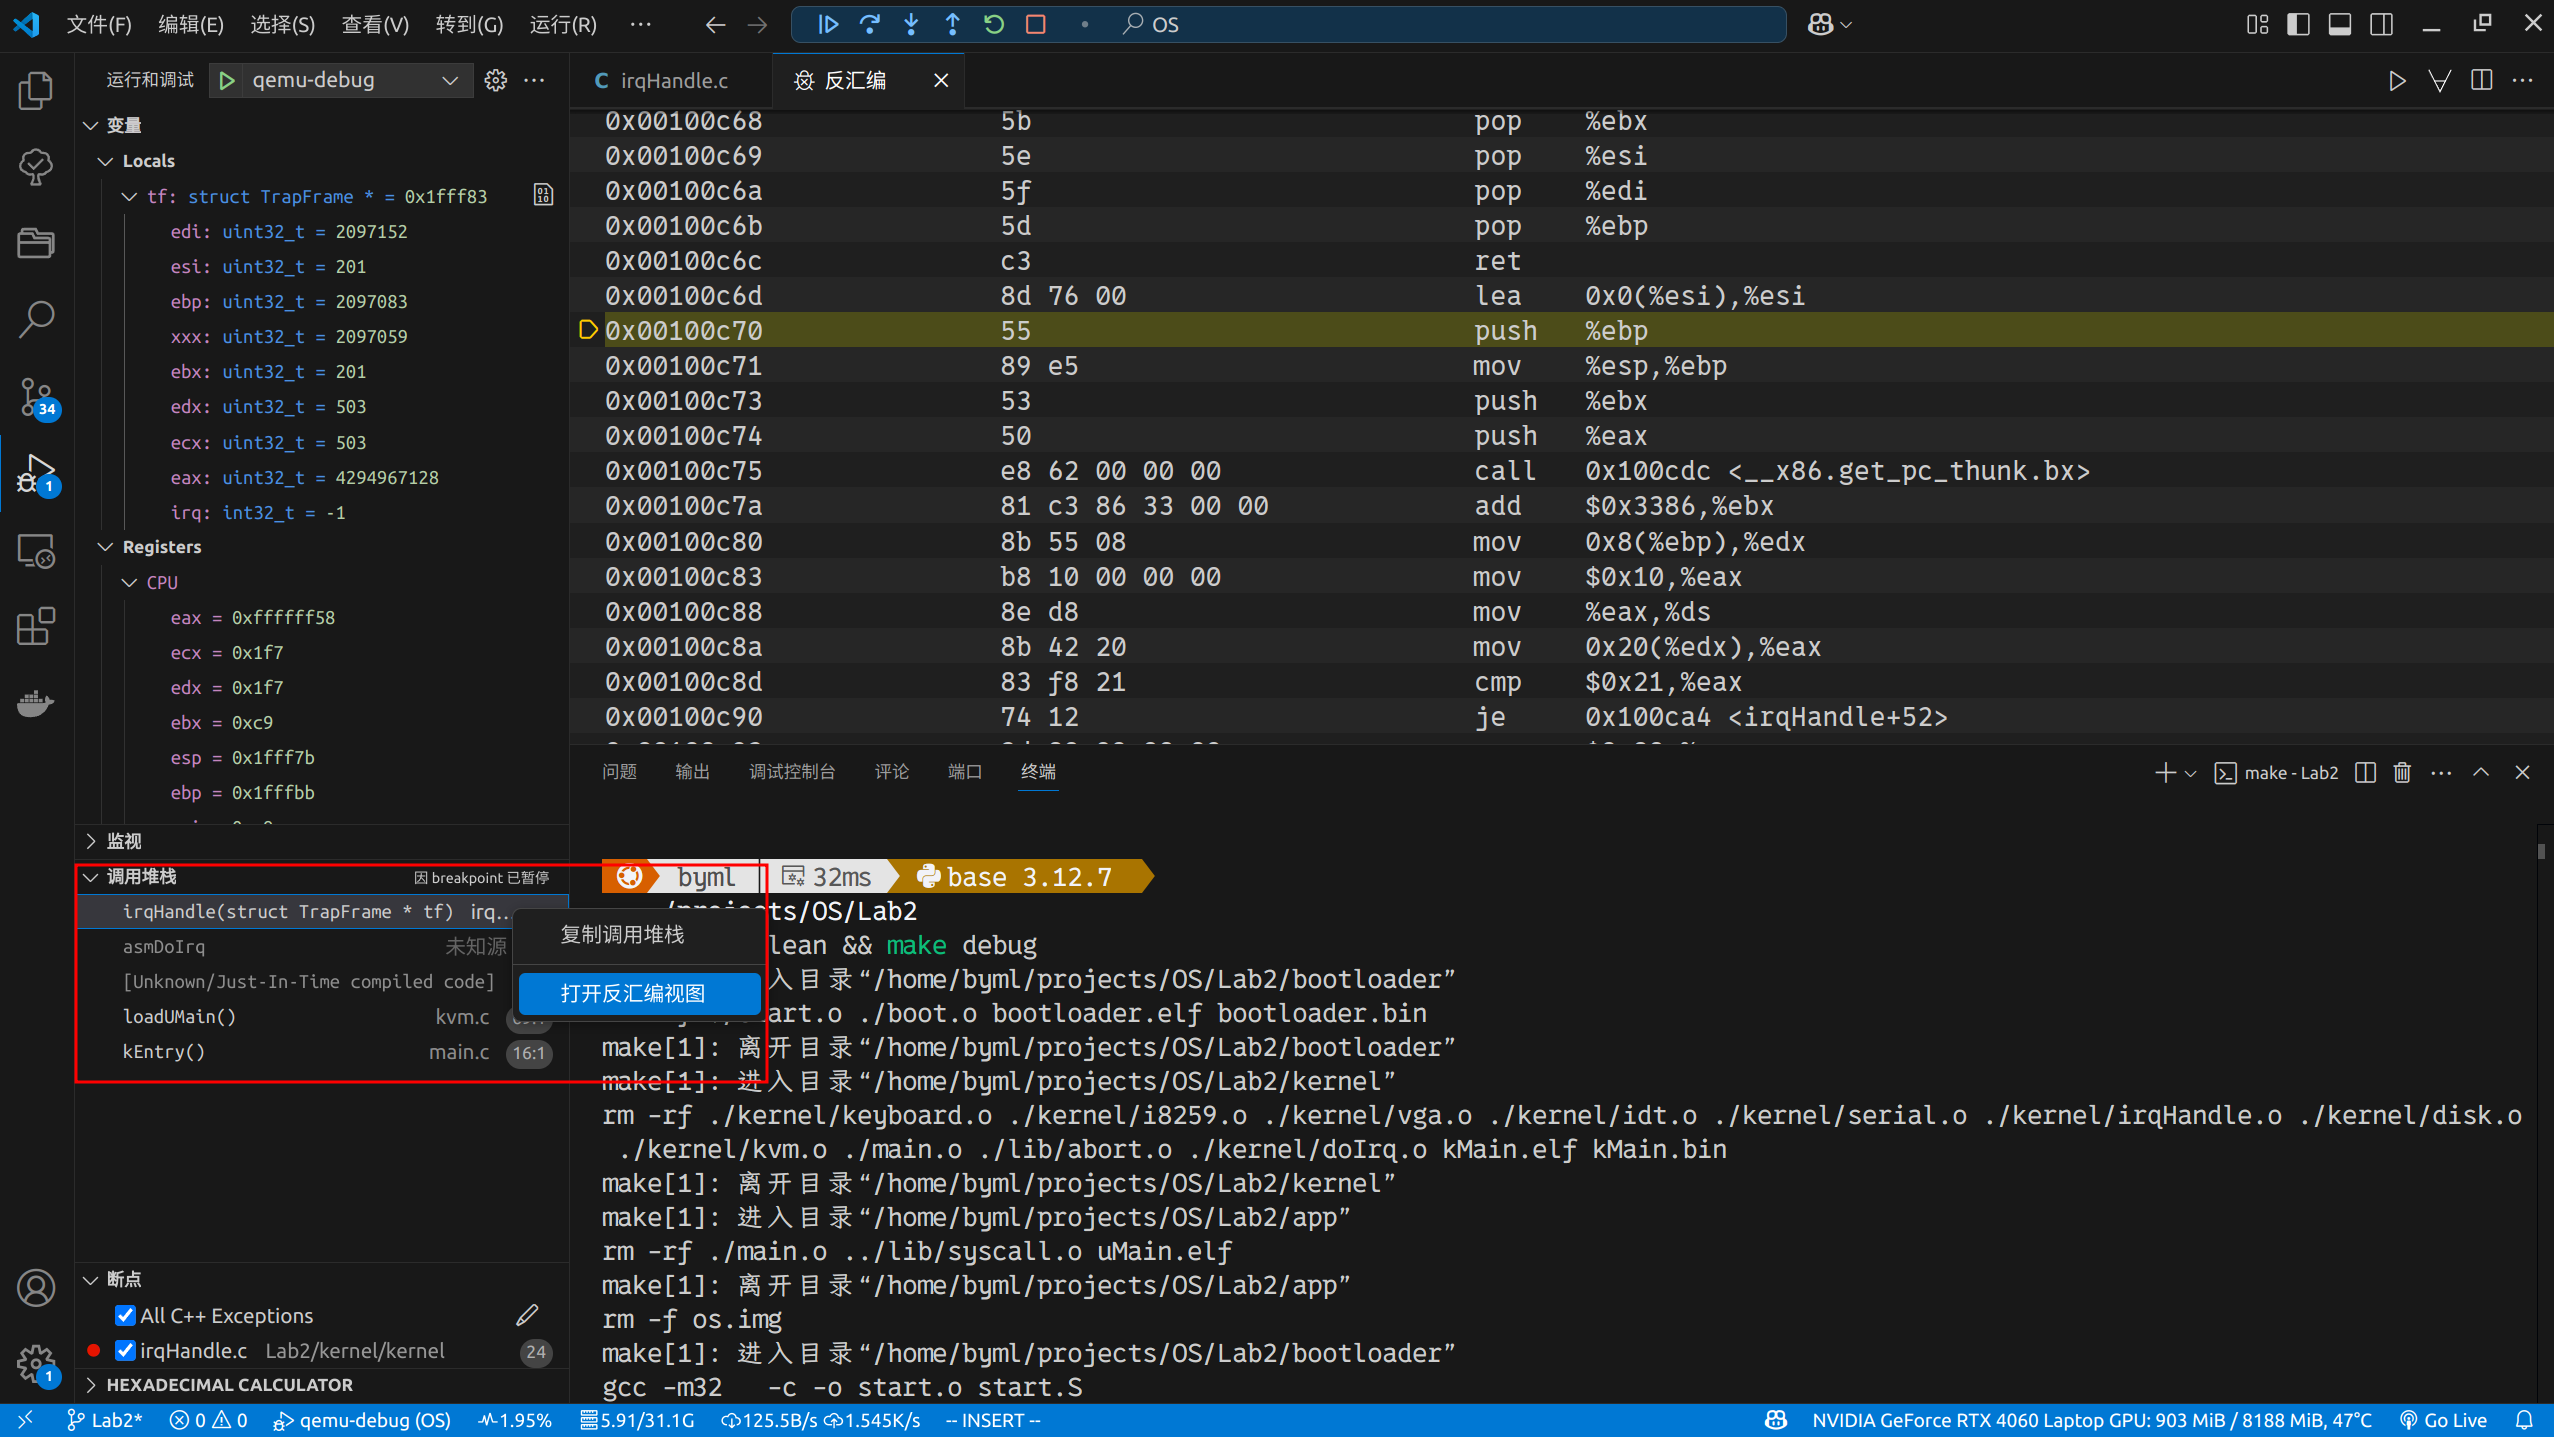 文件(F) 编辑(E) 选择(S) 查看(V) 转到(G) 运行(R) ··· OS
运行和调试 qemu-debug
变量
Locals
tf: struct TrapFrame * = 0x1fff83
edi: uint32_t = 2097152
esi: uint32_t = 201
ebp: uint32_t = 2097083
xxx: uint32_t = 2097059
ebx: uint32_t = 201
edx: uint32_t = 503
ecx: uint32_t = 503
eax: uint32_t = 4294967128
irq: int32_t = -1
Registers
CPU
eax = 0xffffff58
ecx = 0x1f7
edx = 0x1f7
ebx = 0xc9
esp = 0x1fff7b
ebp = 0x1fffbb
监视
调用堆栈 因 breakpoint 已暂停
irqHandle(struct TrapFrame * tf) irq…
asmDoIrq 未知源
[Unknown/Just-In-Time compiled code]
loadUMain() kvm.c
kEntry() main.c 16:1
复制调用堆栈
打开反汇编视图
断点
All C++ Exceptions
irqHandle.c Lab2/kernel/kernel 24
HEXADECIMAL CALCULATOR
34
1
1
C irqHandle.c 反汇编
0x00100c68 5b pop %ebx
0x00100c69 5e pop %esi
0x00100c6a 5f pop %edi
0x00100c6b 5d pop %ebp
0x00100c6c c3 ret
0x00100c6d 8d 76 00 lea 0x0(%esi),%esi
0x00100c70 55 push %ebp
0x00100c71 89 e5 mov %esp,%ebp
0x00100c73 53 push %ebx
0x00100c74 50 push %eax
0x00100c75 e8 62 00 00 00 call 0x100cdc <__x86.get_pc_thunk.bx>
0x00100c7a 81 c3 86 33 00 00 add $0x3386,%ebx
0x00100c80 8b 55 08 mov 0x8(%ebp),%edx
0x00100c83 b8 10 00 00 00 mov $0x10,%eax
0x00100c88 8e d8 mov %eax,%ds
0x00100c8a 8b 42 20 mov 0x20(%edx),%eax
0x00100c8d 83 f8 21 cmp $0x21,%eax
0x00100c90 74 12 je 0x100ca4 <irqHandle+52>
问题 输出 调试控制台 评论 端口 终端 make - Lab2
byml 32ms base 3.12.7
/projects/OS/Lab2
lean && make debug
入目录“/home/byml/projects/OS/Lab2/bootloader”
art.o ./boot.o bootloader.elf bootloader.bin
make[1]: 离开目录“/home/byml/projects/OS/Lab2/bootloader”
make[1]: 进入目录“/home/byml/projects/OS/Lab2/kernel”
rm -rf ./kernel/keyboard.o ./kernel/i8259.o ./kernel/vga.o ./kernel/idt.o ./kernel/serial.o ./kernel/irqHandle.o ./kernel/disk.o
./kernel/kvm.o ./main.o ./lib/abort.o ./kernel/doIrq.o kMain.elf kMain.bin
make[1]: 离开目录“/home/byml/projects/OS/Lab2/kernel”
make[1]: 进入目录“/home/byml/projects/OS/Lab2/app”
rm -rf ./main.o ../lib/syscall.o uMain.elf
make[1]: 离开目录“/home/byml/projects/OS/Lab2/app”
rm -f os.img
make[1]: 进入目录“/home/byml/projects/OS/Lab2/bootloader”
gcc -m32 -c -o start.o start.S
Lab2* 0 0 qemu-debug (OS) 1.95% 5.91/31.1G 125.5B/s 1.545K/s -- INSERT -- NVIDIA GeForce RTX 4060 Laptop GPU: 903 MiB / 8188 MiB, 47°C Go Live